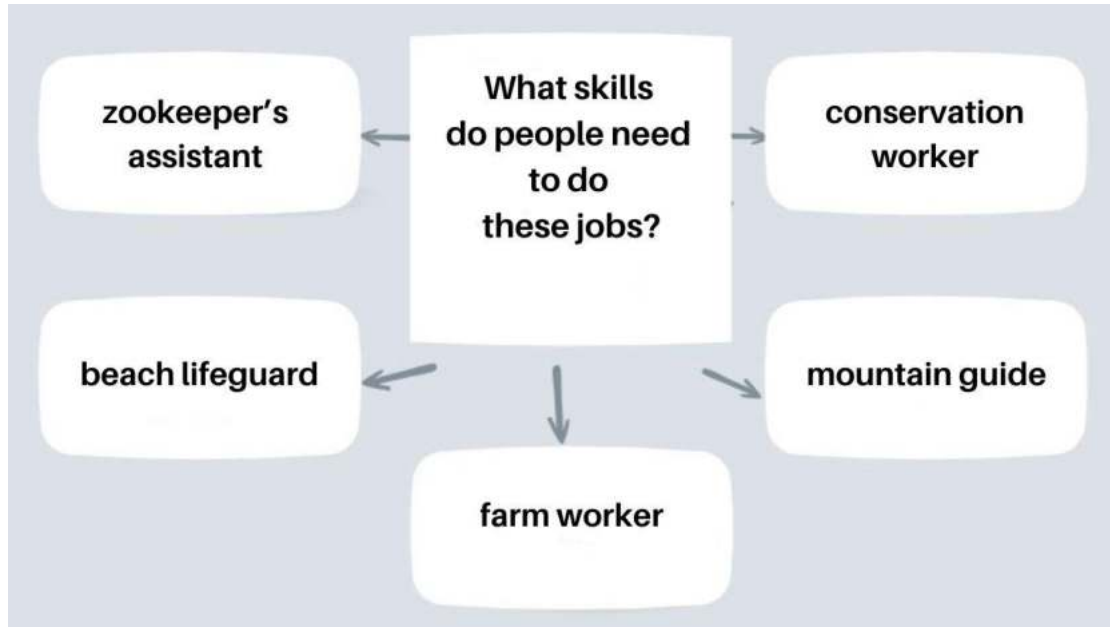 What skills
do people need
to do
these jobs?
zookeeper’s
assistant
conservation
worker
beach lifeguard
mountain guide
farm worker